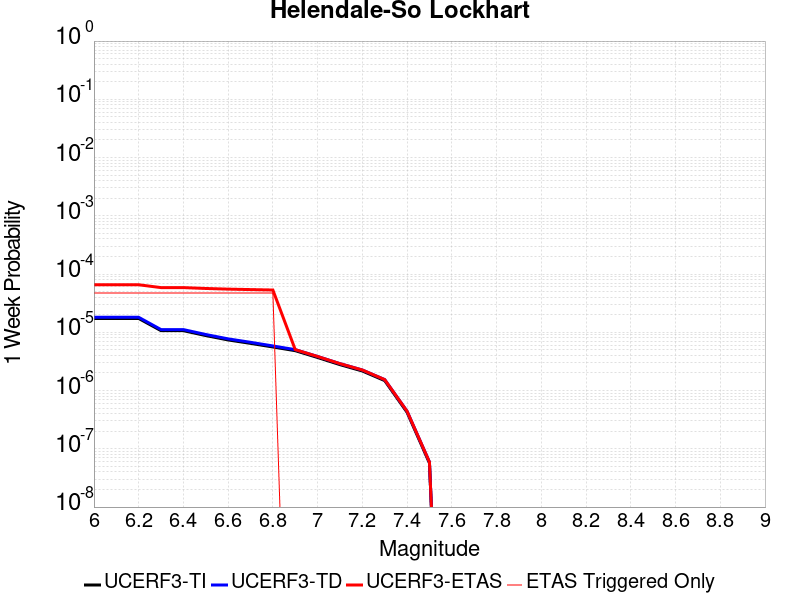 Helendale-So Lockhart
10^0
10^-1
10^-2
10^-3
10^-4
10^-5
10^-6
10^-7
10^-8
1 Week Probability
6 6.2 6.4 6.6 6.8 7 7.2 7.4 7.6 7.8 8 8.2 8.4 8.6 8.8 9
Magnitude
UCERF3-TI UCERF3-TD UCERF3-ETAS ETAS Triggered Only